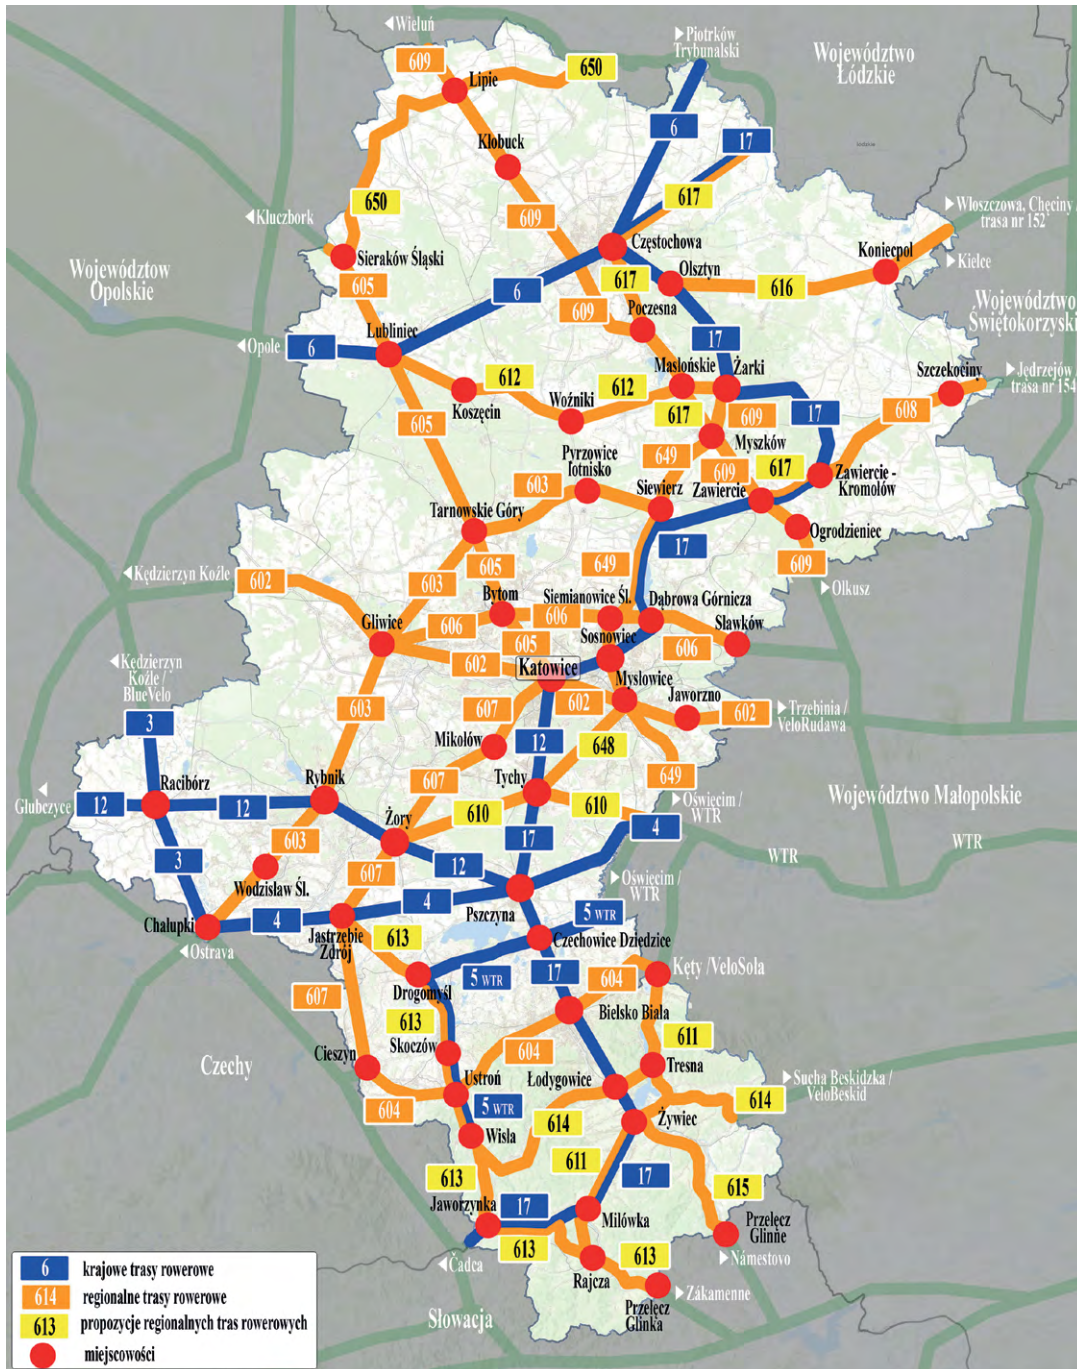 Wieluń
609
Lipie
650
Piotrków
Trybunalski
Województwo
Łódzkie
Kłobuck
6
17
650
609
617
Kluczbork
Sieraków Śląski
Częstochowa
Włoszczowa, Chęciny /
trasa nr 152
Koniecpol
Kielce
Województow
Opolskie
605
6
617
Olsztyn
616
Województwo
Świętokorzyskie
609
Poczesna
Opole
6
Lubliniec
17
Masłońskie
Żarki
Szczekociny
Jędrzejów /
trasa nr 154
612
Koszęcin
Woźniki
612
617
609
17
608
605
Myszków
649
609
617
Pyrzowice
lotnisko
603
Siewierz
Zawiercie
Zawiercie -
Kromołów
Tarnowskie Góry
Ogrodzieniec
17
609
Olkusz
Kędzierzyn Koźle
602
603
605
649
Bytom
Siemianowice Śl.
Dąbrowa Górnicza
Gliwice
606
606
605
Sosnowiec
606
Sławków
602
Katowice
Mysłowice
Kędzierzyn
Koźle /
BlueVelo
3
603
607
602
Jaworzno
602
Trzebinia /
VeloRudawa
Mikołów
12
648
649
Racibórz
Rybnik
607
Tychy
Głubczyce
12
12
610
610
Oświęcim /
WTR
Województwo Małopolskie
Żory
4
WTR
WTR
3
603
17
12
607
Wodzisław Śl.
4
Pszczyna
Oświęcim /
WTR
Chałupki
4
Jastrzębie
Zdrój
5 WTR
Ostrava
613
Czechowice Dziedzice
Drogomyśl
5 WTR
17
604
Kęty /VeloSoła
607
613
Bielsko Biała
Skoczów
611
Czechy
Cieszyn
604
Tresna
Ustroń
Łodygowice
Sucha Beskidzka /
VeloBeskid
604
5 WTR
614
Żywiec
Wisła
614
611
613
17
615
Jaworzynka
17
Milówka
Przełęcz
Glinne
613
Námestovo
Čadca
Rajcza
613
Zákamenne
Przełęcz
Glinka
Słowacja
6 krajowe trasy rowerowe
614 regionalne trasy rowerowe
613 propozycje regionalnych tras rowerowych
miejscowości